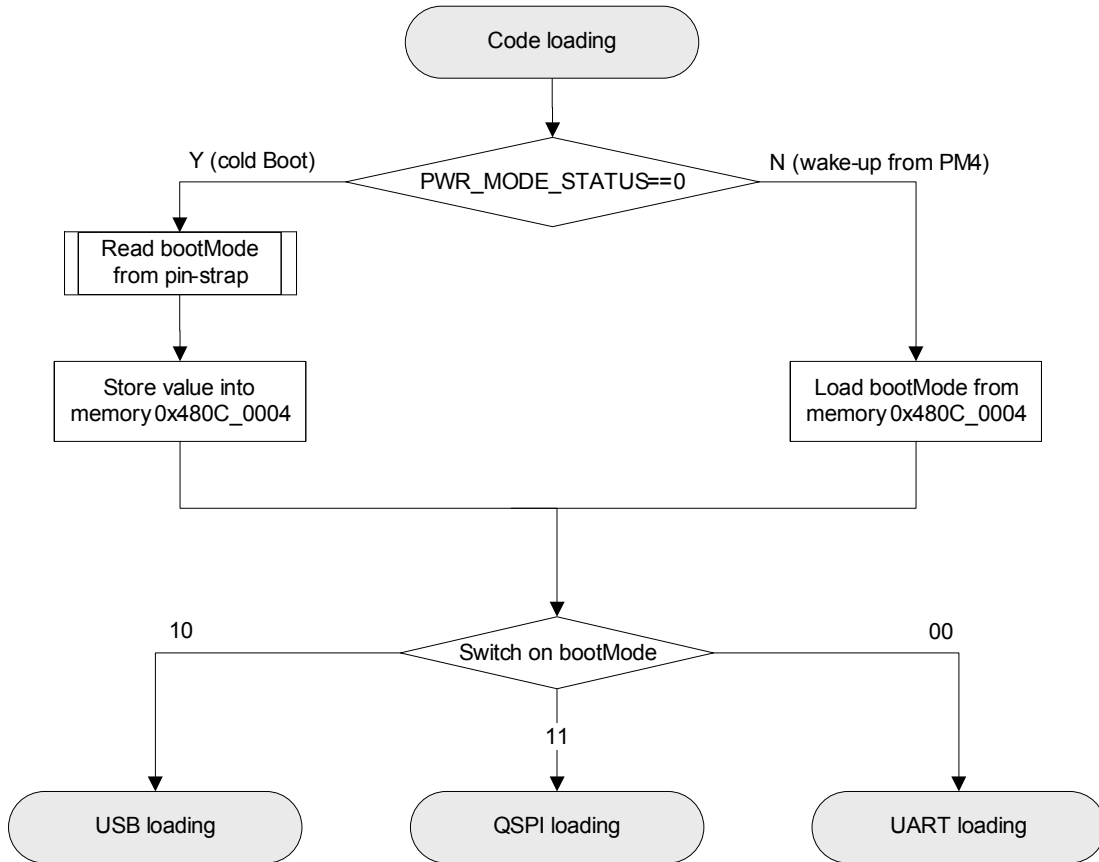 Code loading
Y (cold Boot)
N (wake-up from PM4)
PWR_MODE_STATUS==0
Read bootMode
from pin-strap
Store value into
memory 0x480C_0004
Load bootMode from
memory 0x480C_0004
10
00
Switch on bootMode
11
USB loading
QSPI loading
UART loading